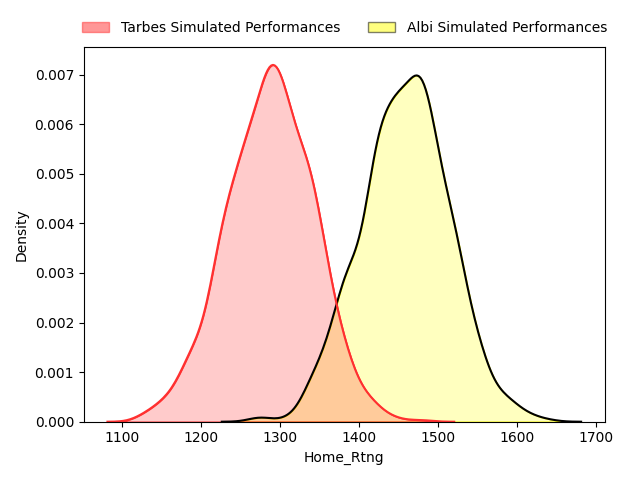 Tarbes Simulated Performances
Albi Simulated Performances
0.007
0.006
0.005
0.004
0.003
0.002
0.001
0.000
Density
1100 1200 1300 1400 1500 1600 1700
Home_Rtng